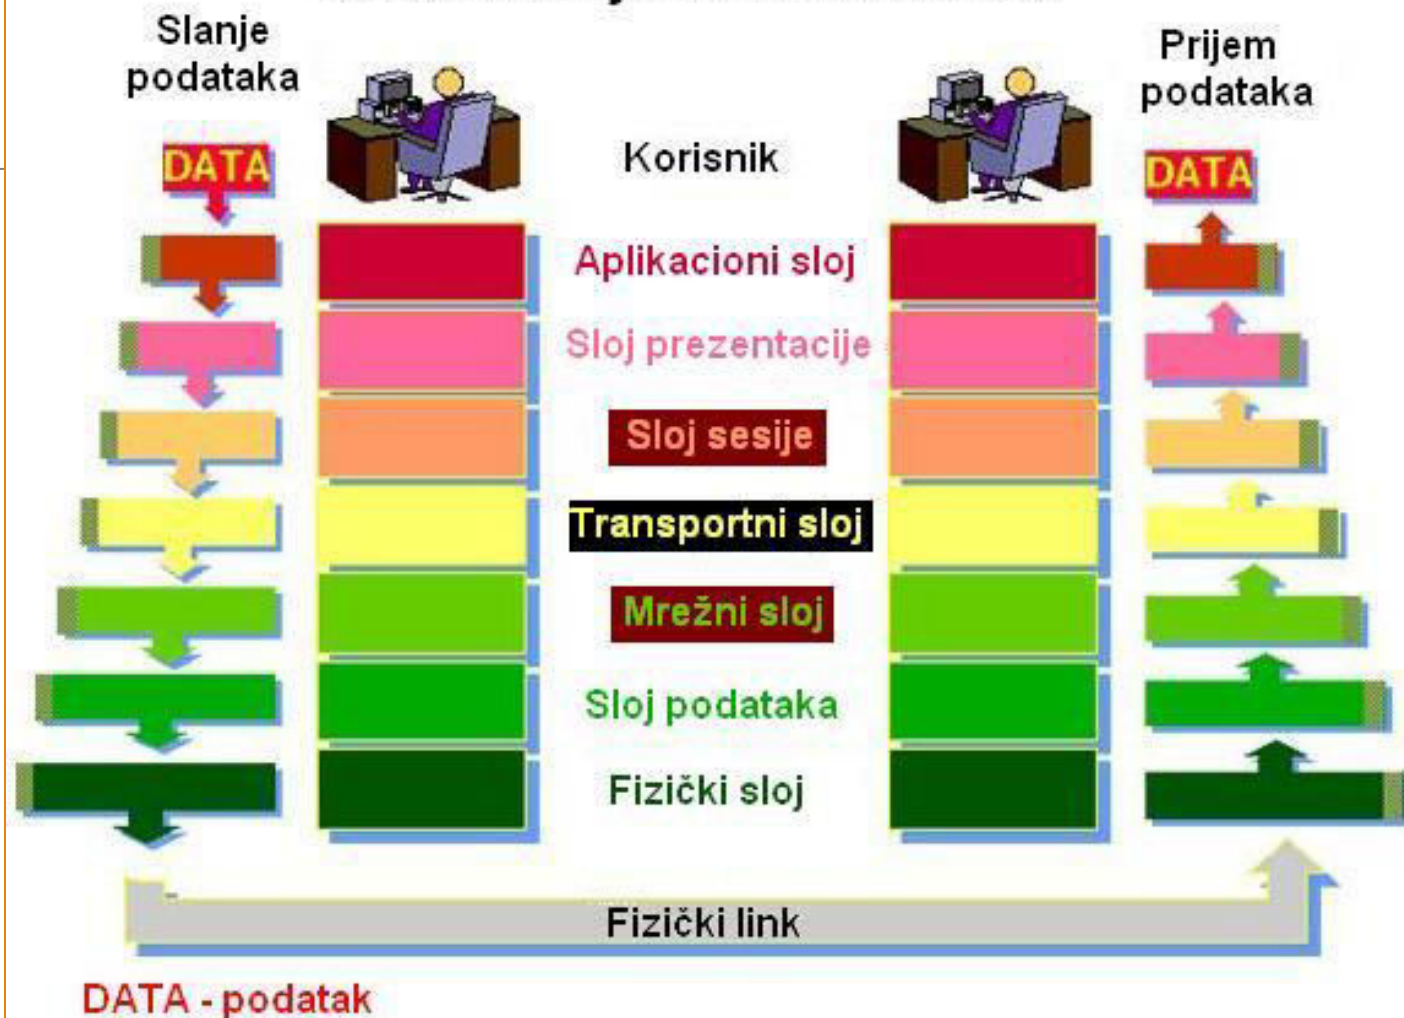 Slanje
podataka
Prijem
podataka
DATA
Korisnik
DATA
Aplikacioni sloj
Sloj prezentacije
Sloj sesije
Transportni sloj
Mrežni sloj
Sloj podataka
Fizički sloj
Fizički link
DATA - podatak